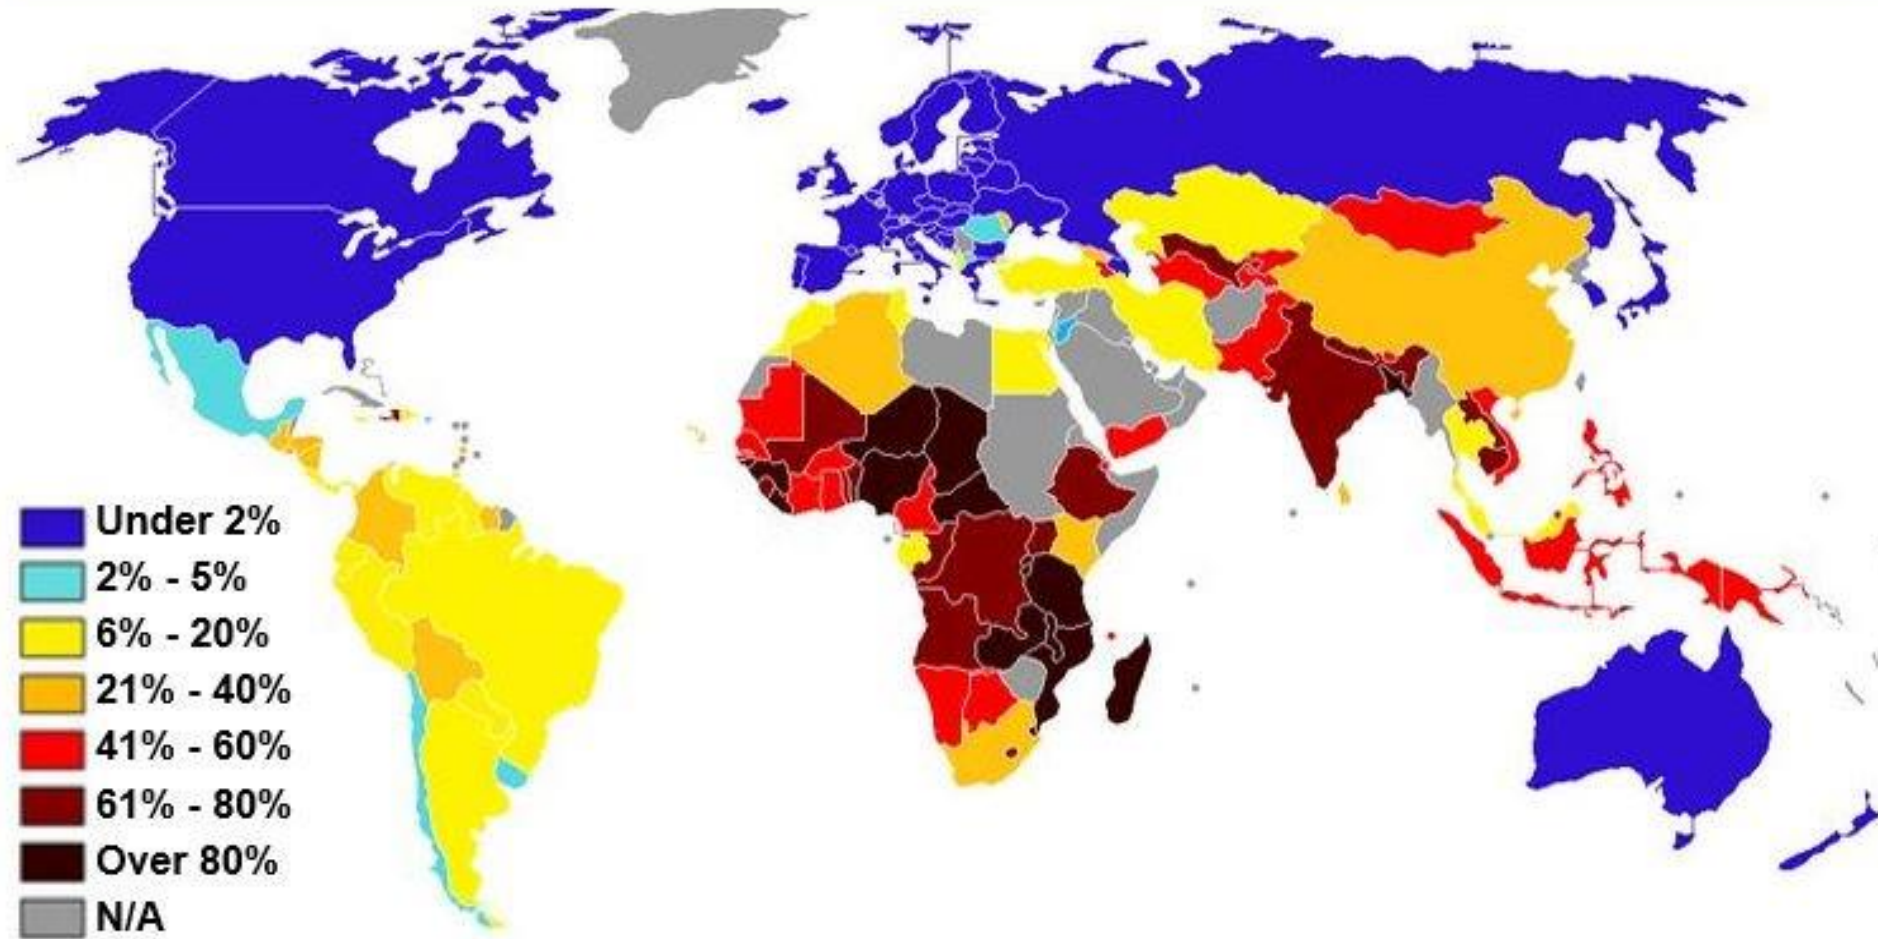 Under 2%
2% - 5%
6% - 20%
21% - 40%
41% - 60%
61% - 80%
Over 80%
N/A